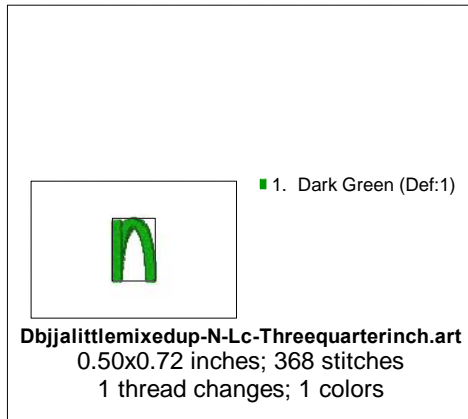 1. Dark Green (Def:1)
n
Dbjjalittlemixedup-N-Lc-Threequarterinch.art
0.50x0.72 inches; 368 stitches
1 thread changes; 1 colors